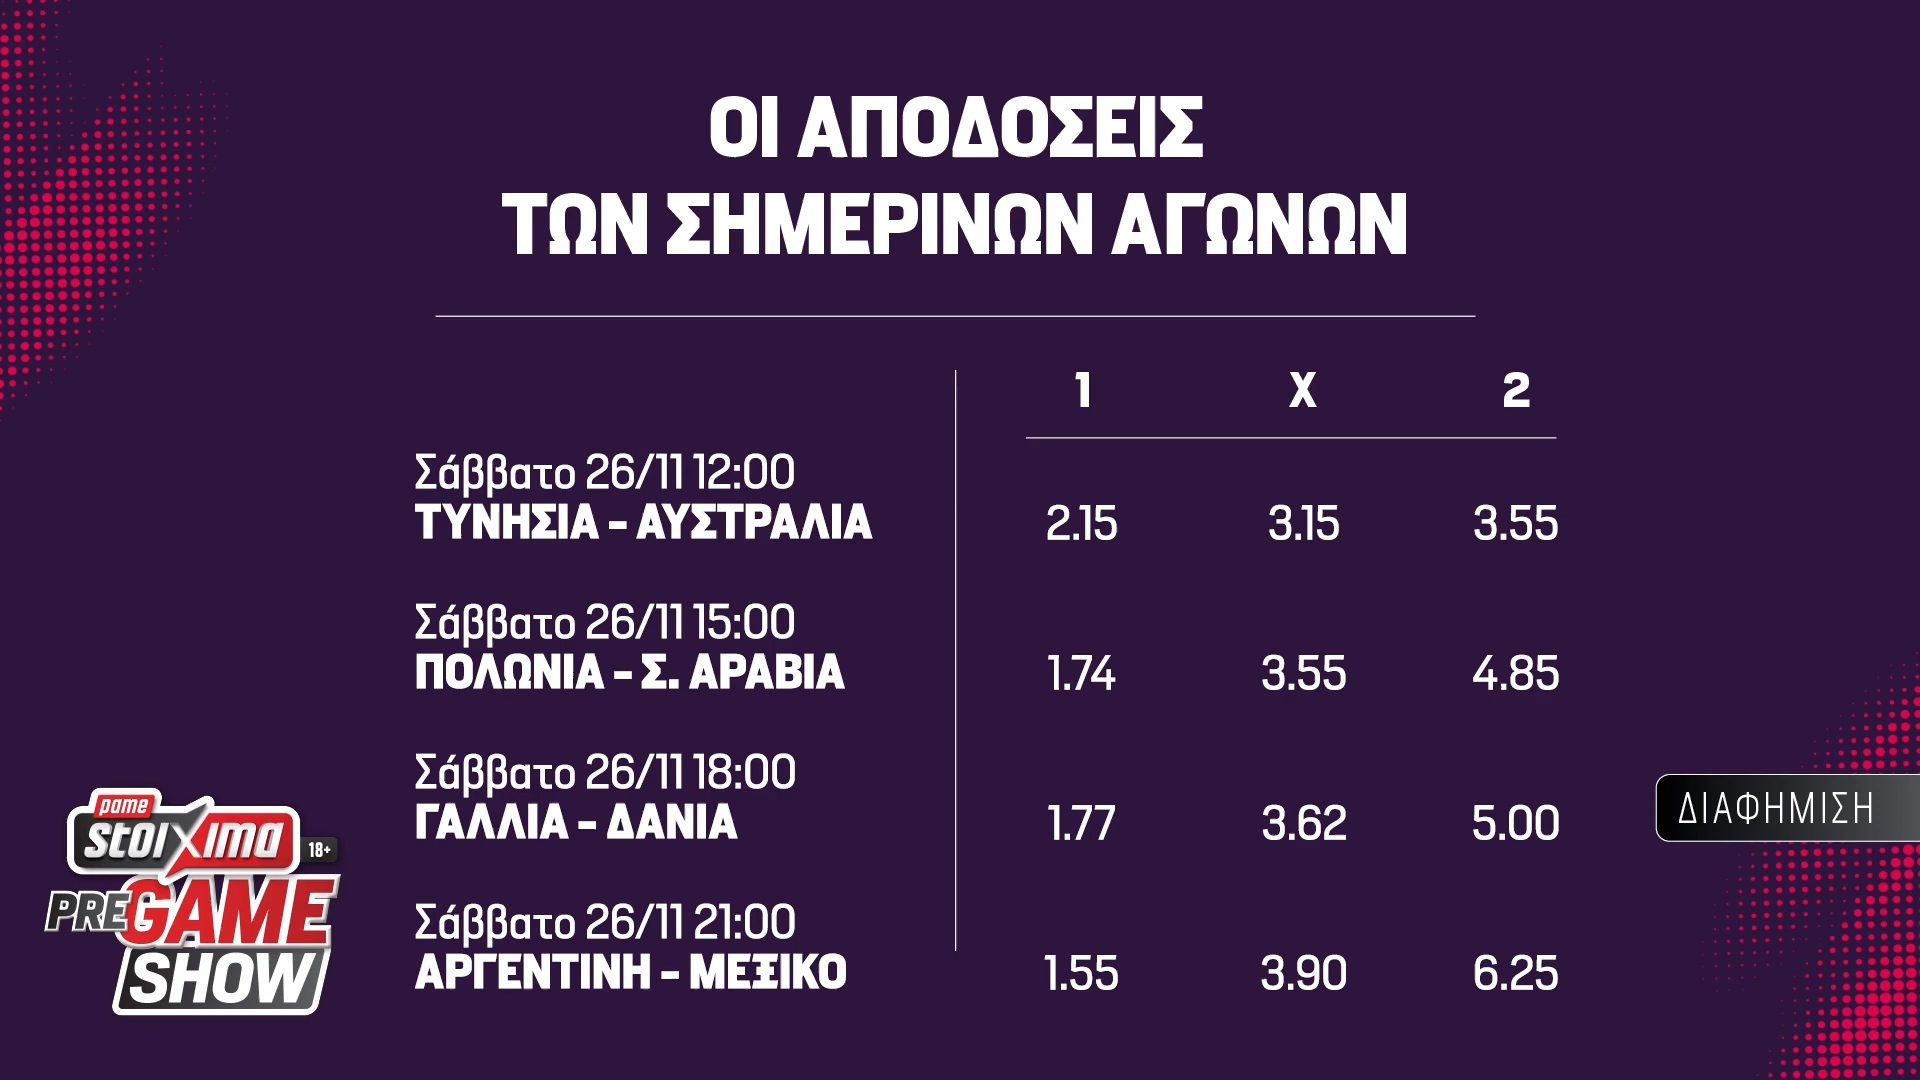 ΟΙ ΑΠΟΔΟΣΕΙΣ
ΤΩΝ ΣΗΜΕΡΙΝΩΝ ΑΓΩΝΩΝ
1 X 2
Σάββατο 26/11 12:00
ΤΥΝΗΣΙΑ - ΑΥΣΤΡΑΛΙΑ 2.15 3.15 3.55
Σάββατο 26/11 15:00
ΠΟΛΩΝΙΑ - Σ. ΑΡΑΒΙΑ 1.74 3.55 4.85
Σάββατο 26/11 18:00
ΓΑΛΛΙΑ - ΔΑΝΙΑ 1.77 3.62 5.00
Σάββατο 26/11 21:00
ΑΡΓΕΝΤΙΝΗ - ΜΕΞΙΚΟ 1.55 3.90 6.25
pame
stoixima 18+
PREGAME
SHOW
ΔΙΑΦΗΜΙΣΗ